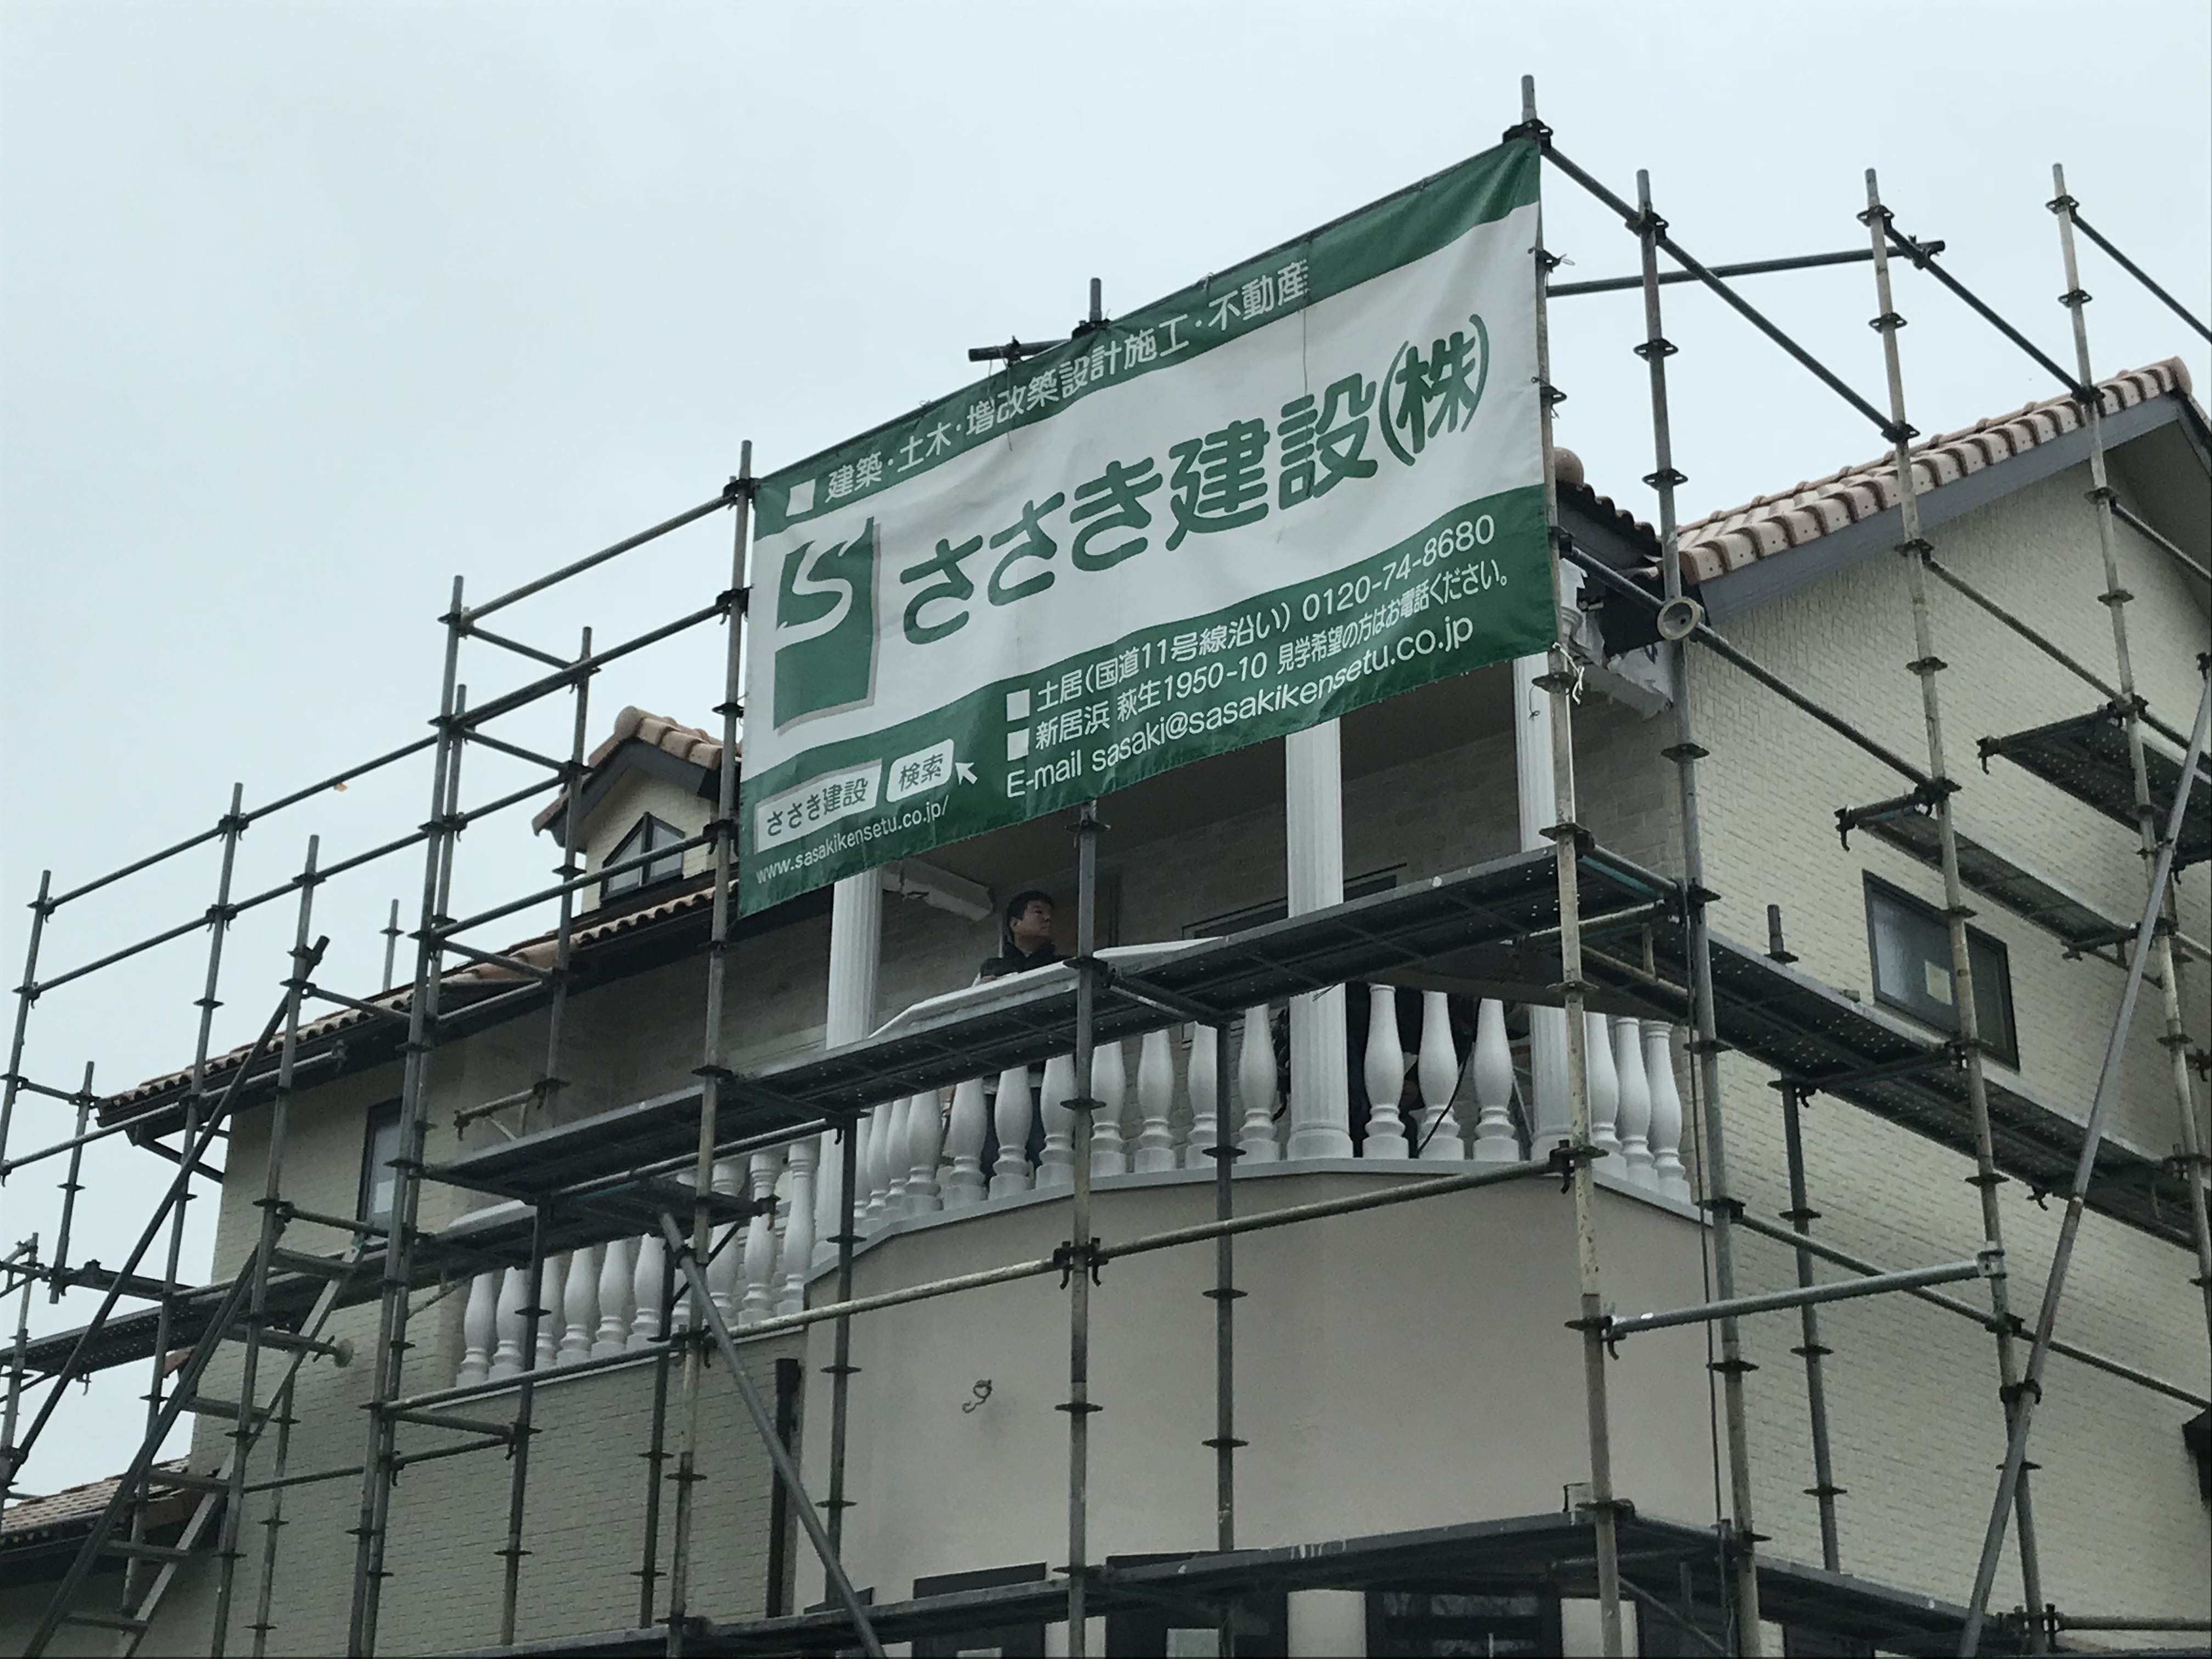 ■建築・土木・増改築設計施工・不動産
S
ささき建設(株)
■土居(国道11号線沿い) 0120-74-8680
■新居浜 萩生1950-10 見学希望の方はお電話ください。
E-mail sasaki@sasakikensetu.co.jp
ささき建設 検索
www.sasakikensetu.co.jp/